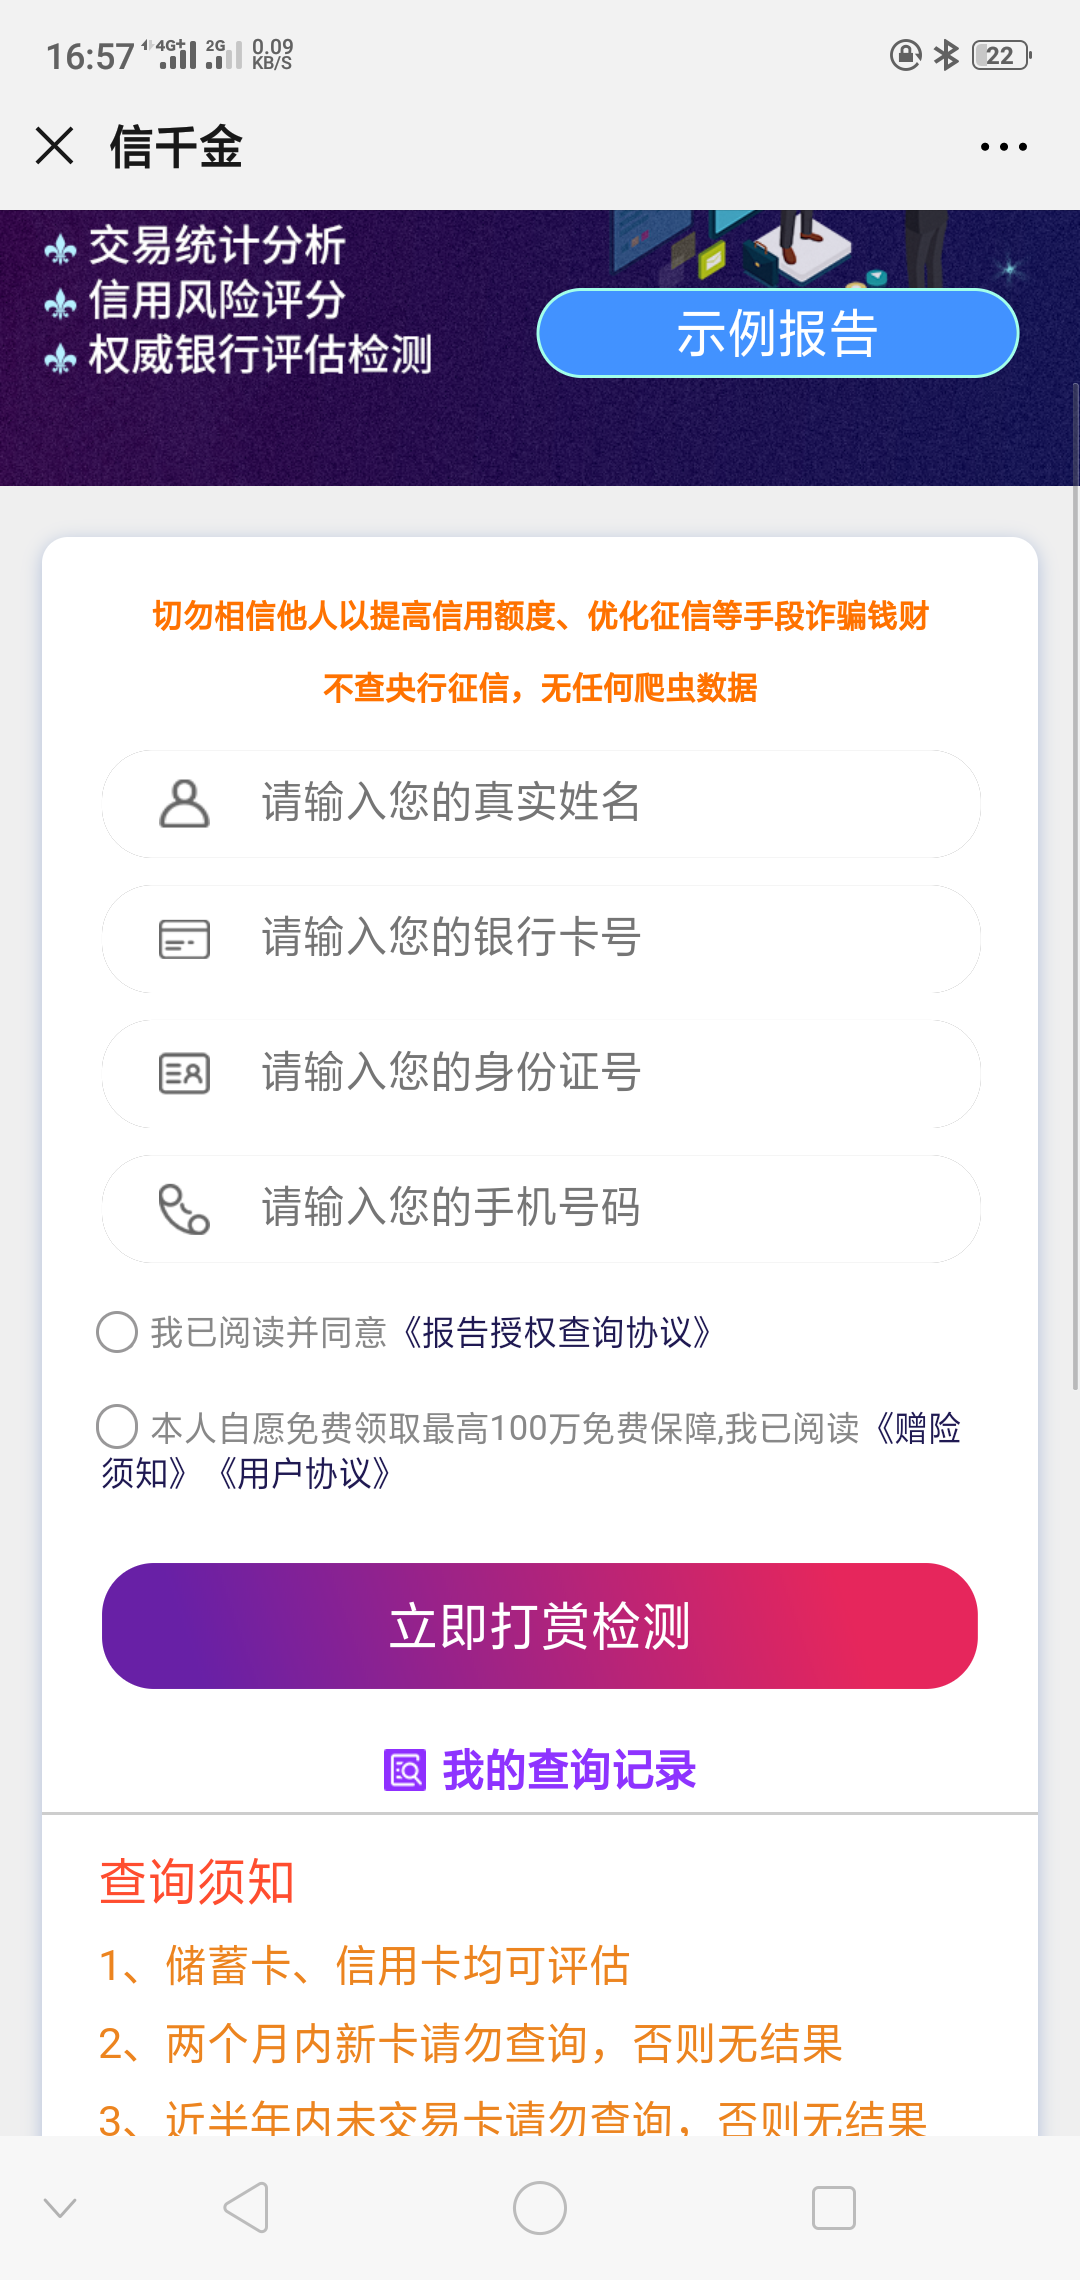 16:57 4G+ 2G 0.09 KB/S 22
信千金
交易统计分析
信用风险评分
权威银行评估检测
示例报告
切勿相信他人以提高信用额度、优化征信等手段诈骗钱财
不查央行征信，无任何爬虫数据
请输入您的真实姓名
请输入您的银行卡号
请输入您的身份证号
请输入您的手机号码
我已阅读并同意《报告授权查询协议》
本人自愿免费领取最高100万免费保障,我已阅读《赠险
须知》《用户协议》
立即打赏检测
我的查询记录
查询须知
1、储蓄卡、信用卡均可评估
2、两个月内新卡请勿查询，否则无结果
3、近半年内未交易卡请勿查询，否则无结果